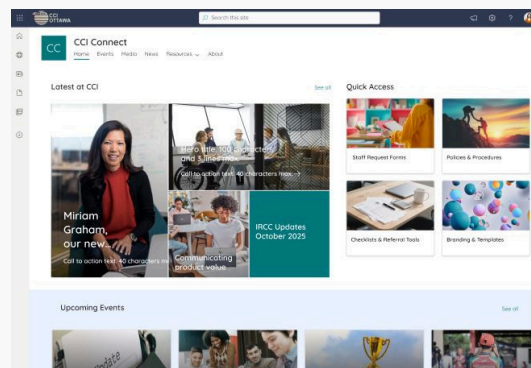 CCI
OTTAWA
Search this site
?
CC
CCI Connect
Home Events Media News Resources About
Latest at CCI
See all
Quick Access
Hero title: 100 characters
and 3 lines max
Call to action text: 40 characters max →
Miriam
Graham,
our new...
Call to action text: 40 characters m
Communicating
product value
IRCC Updates
October 2025
Staff Request Forms
Policies & Procedures
Checklists & Referral Tools
Branding & Templates
Upcoming Events
See all
Update